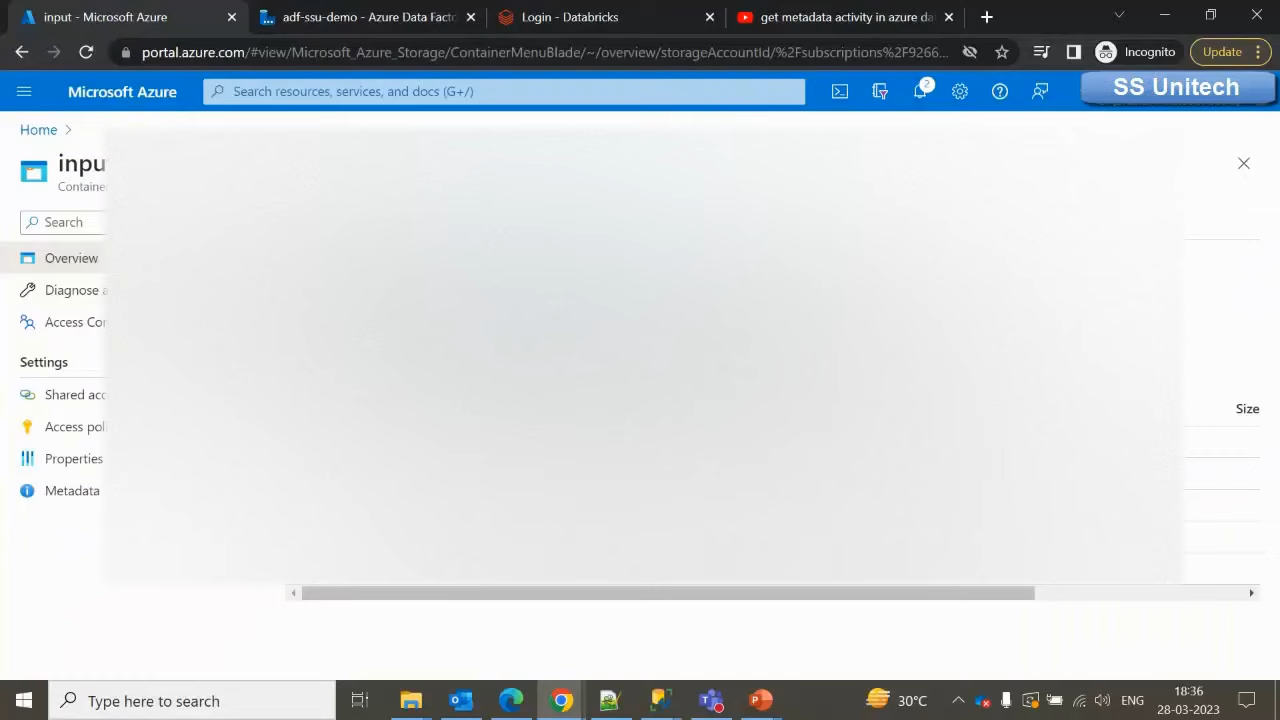 input - Microsoft Azure
adf-ssu-demo - Azure Data Facto
Login - Databricks
get metadata activity in azure da
portal.azure.com/#view/Microsoft_Azure_Storage/ContainerMenuBlade/~/overview/storageAccountId/%2Fsubscriptions%2F9266...
Incognito
Update
Microsoft Azure
Search resources, services, and docs (G+/)
2
SS Unitech
Home
inpu
Containe
Search
Overview
Diagnose a
Access Con
Settings
Shared acc
Access poli
Properties
Metadata
Size
Type here to search
30°C
ENG
18:36
28-03-2023